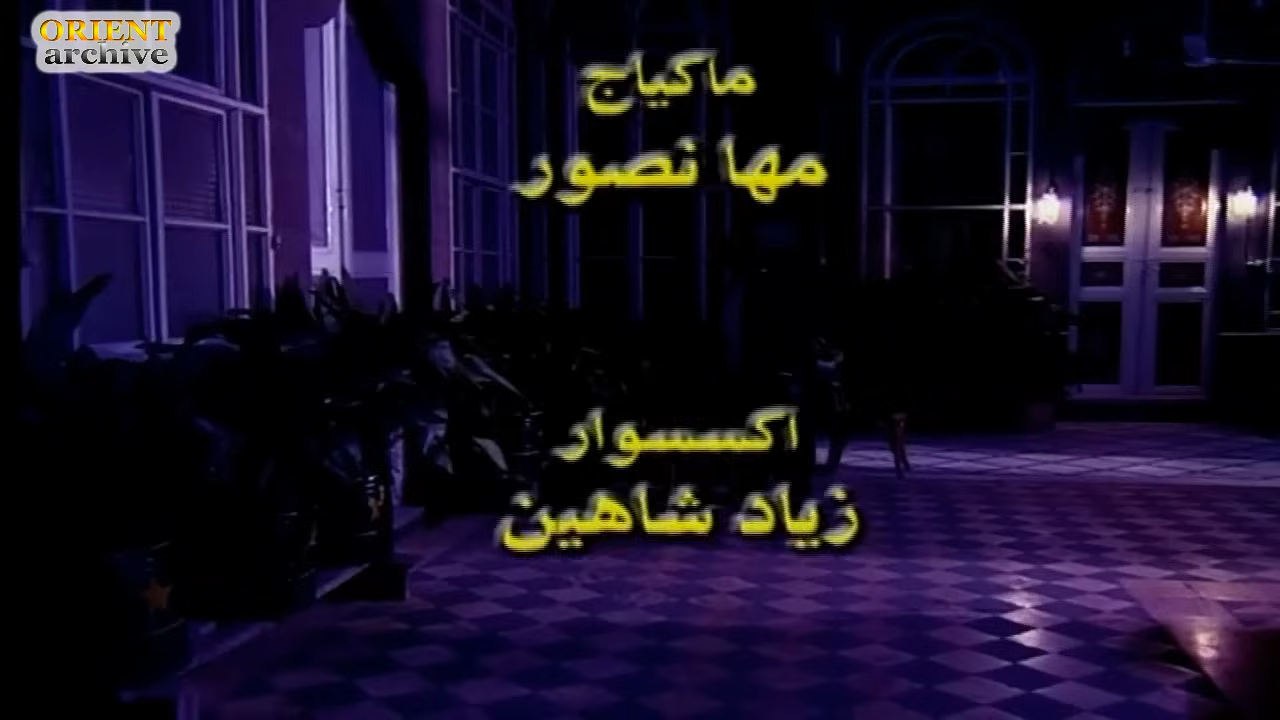 ORIENT
archive
ماكياج
مها نصور
اكسسوار
زياد شاهين